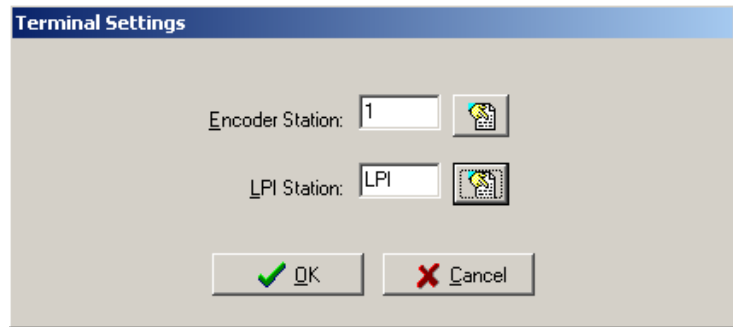 Terminal Settings
Encoder Station: 1
LPI Station: LPI
OK Cancel